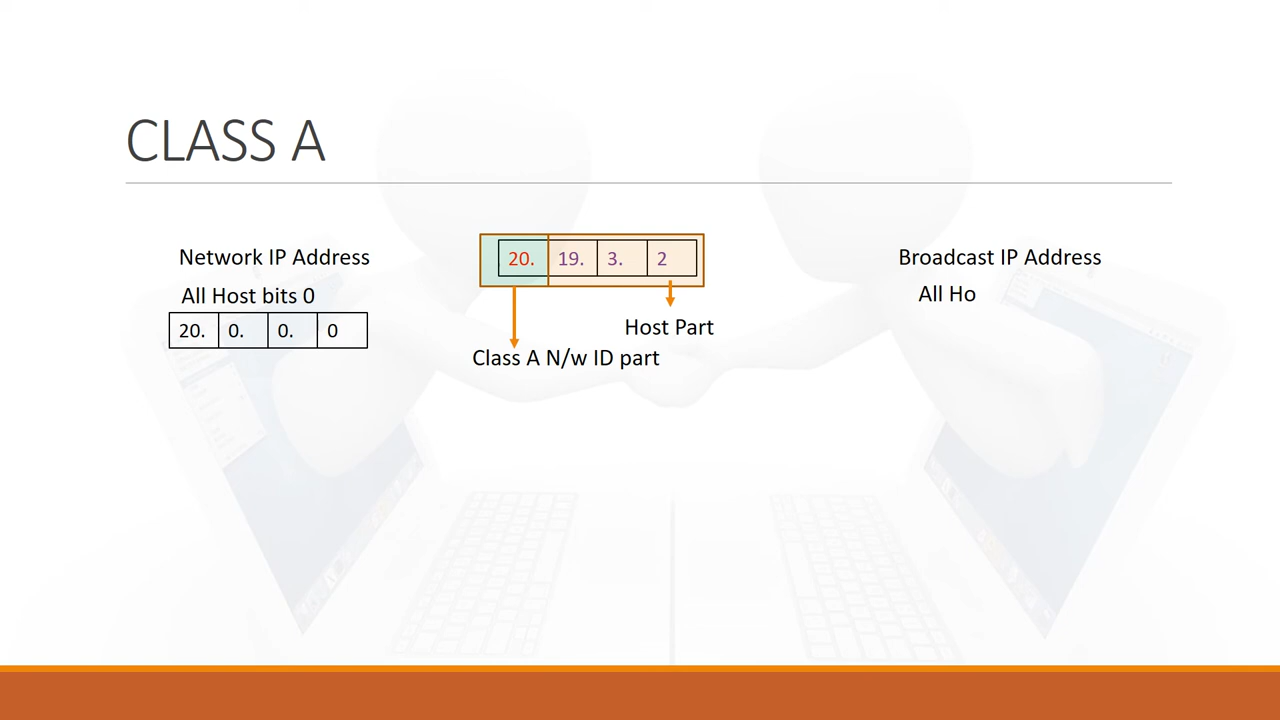 CLASS A
Network IP Address
All Host bits 0
20. 0. 0. 0
20. 19. 3. 2
Host Part
Class A N/w ID part
Broadcast IP Address
All Ho